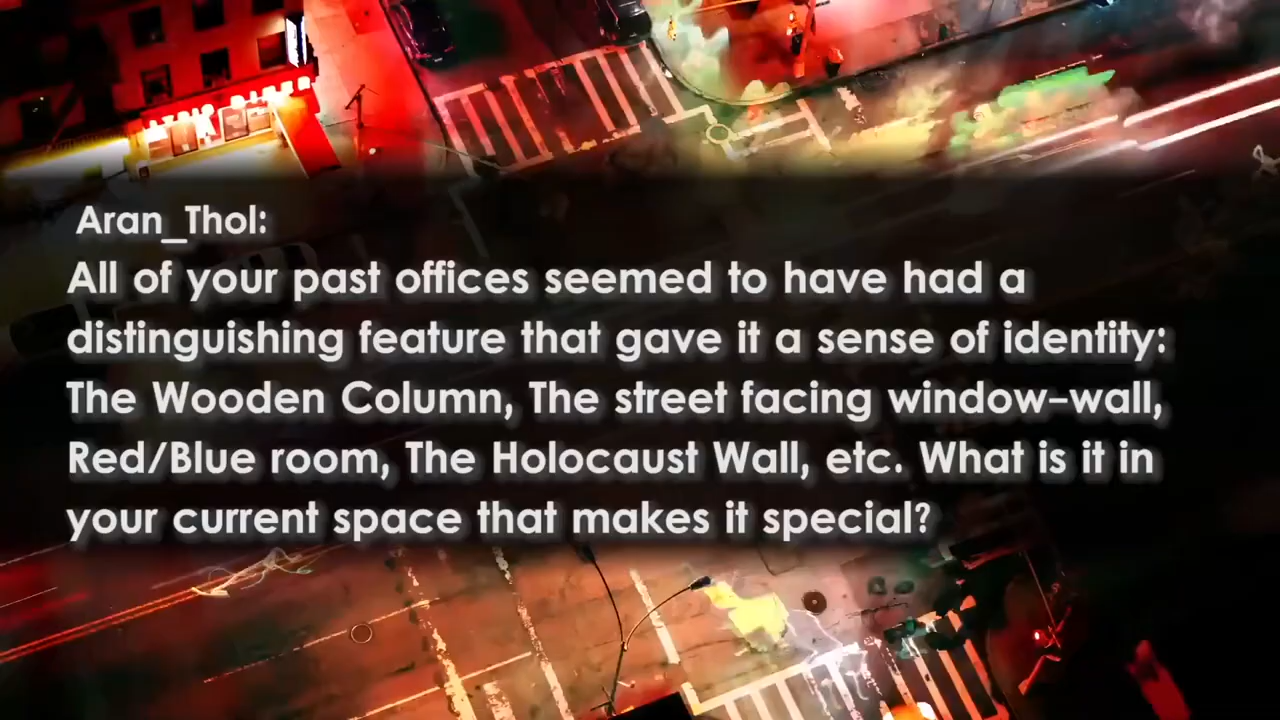 Aran_Thol:
All of your past offices seemed to have had a
distinguishing feature that gave it a sense of identity:
The Wooden Column, The street facing window-wall,
Red/Blue room, The Holocaust Wall, etc. What is it in
your current space that makes it special?